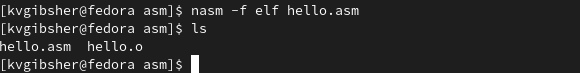 [kvgibsher@fedora asm]$ nasm -f elf hello.asm
[kvgibsher@fedora asm]$ ls
hello.asm  hello.o
[kvgibsher@fedora asm]$